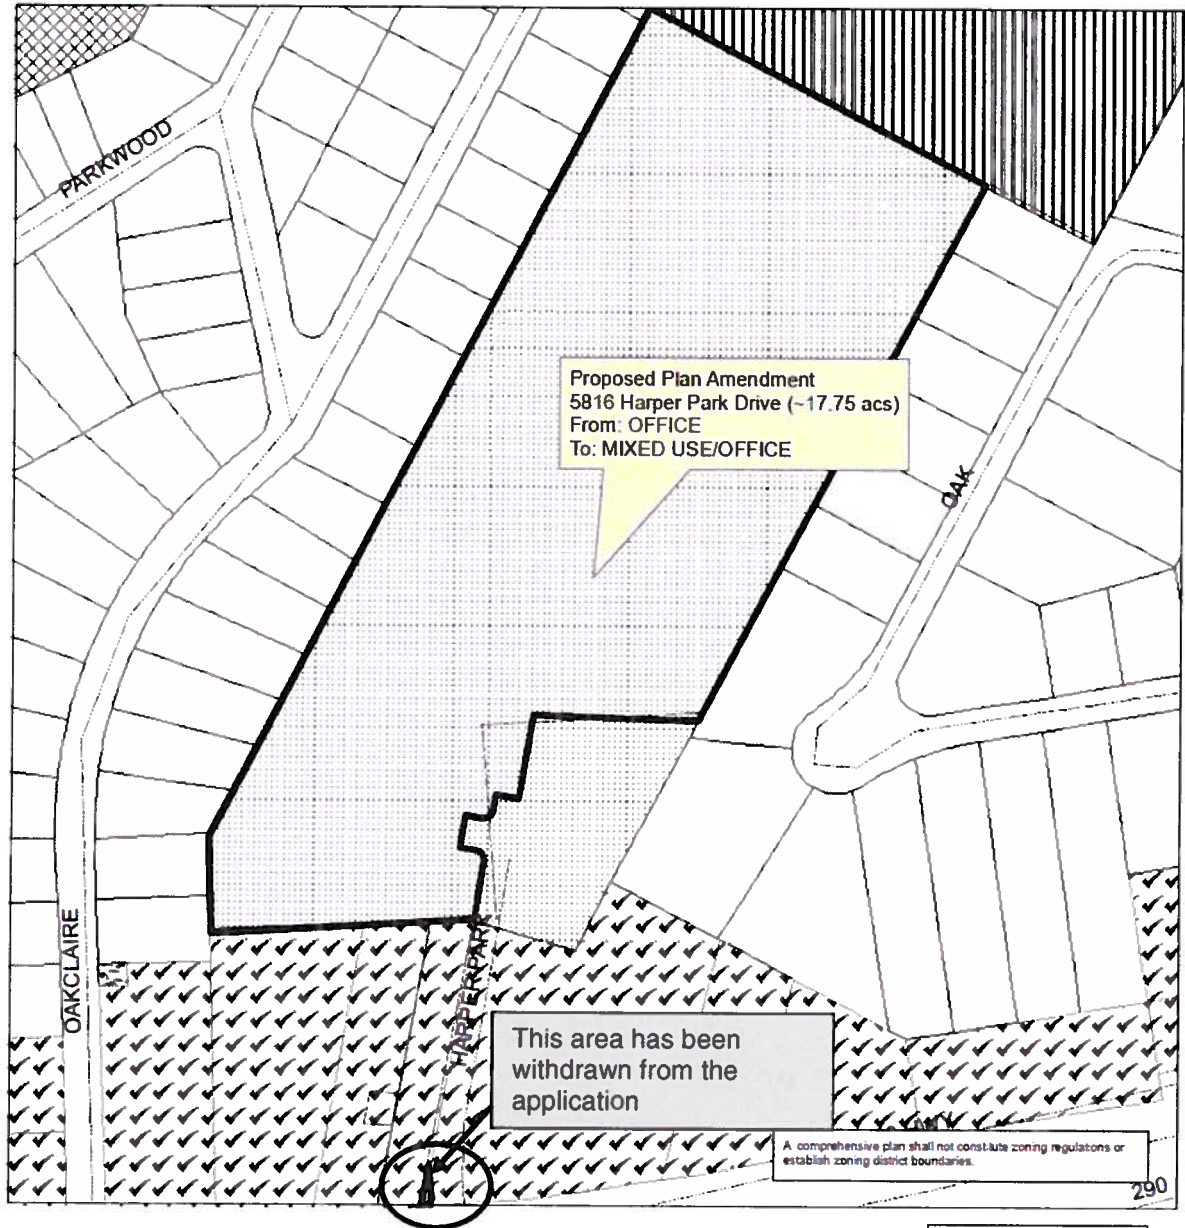 PARKWOOD
Proposed Plan Amendment
5816 Harper Park Drive (~17.75 acs)
From: OFFICE
To: MIXED USE/OFFICE
OAK
OAKCLAIRE
HARPER PARK
This area has been
withdrawn from the
application
A comprehensive plan shall not constitute zoning regulations or
establish zoning district boundaries.
290